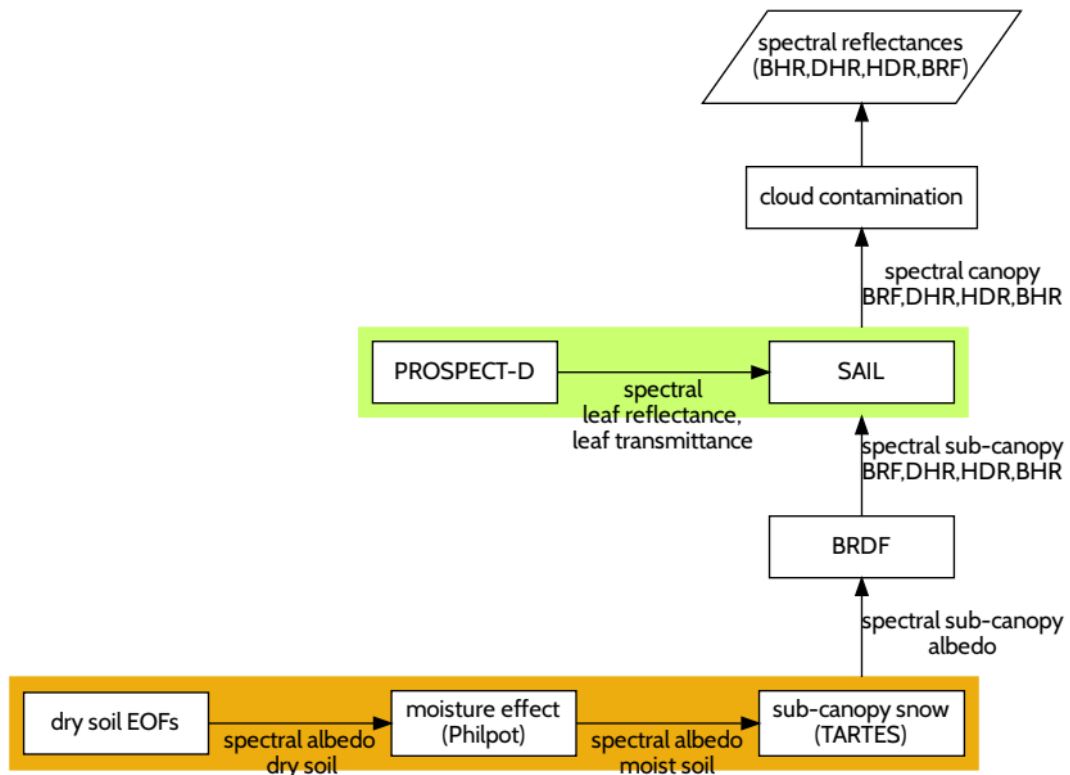 spectral reflectances
(BHR,DHR,HDR,BRF)
cloud contamination
spectral canopy
BRF,DHR,HDR,BHR
PROSPECT-D
spectral
leaf reflectance,
leaf transmittance
SAIL
spectral sub-canopy
BRF,DHR,HDR,BHR
BRDF
spectral sub-canopy
albedo
dry soil EOFs
spectral albedo
dry soil
moisture effect
(Philpot)
spectral albedo
moist soil
sub-canopy snow
(TARTES)